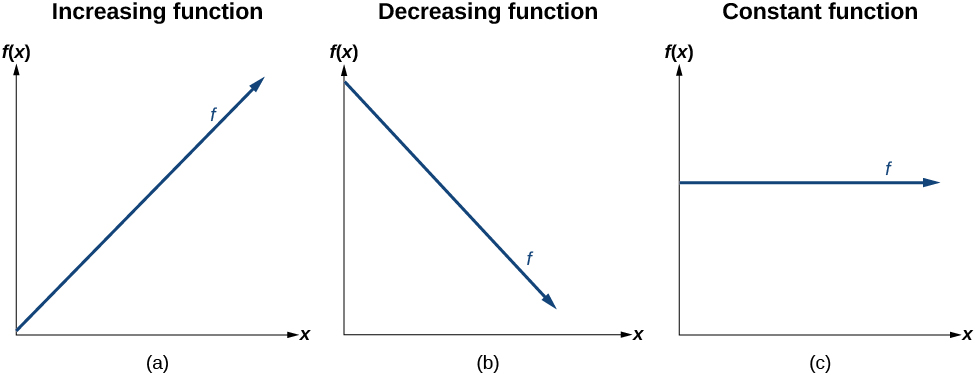 Increasing function
f(x)
f
x
(a)
Decreasing function
f(x)
f
x
(b)
Constant function
f(x)
f
x
(c)